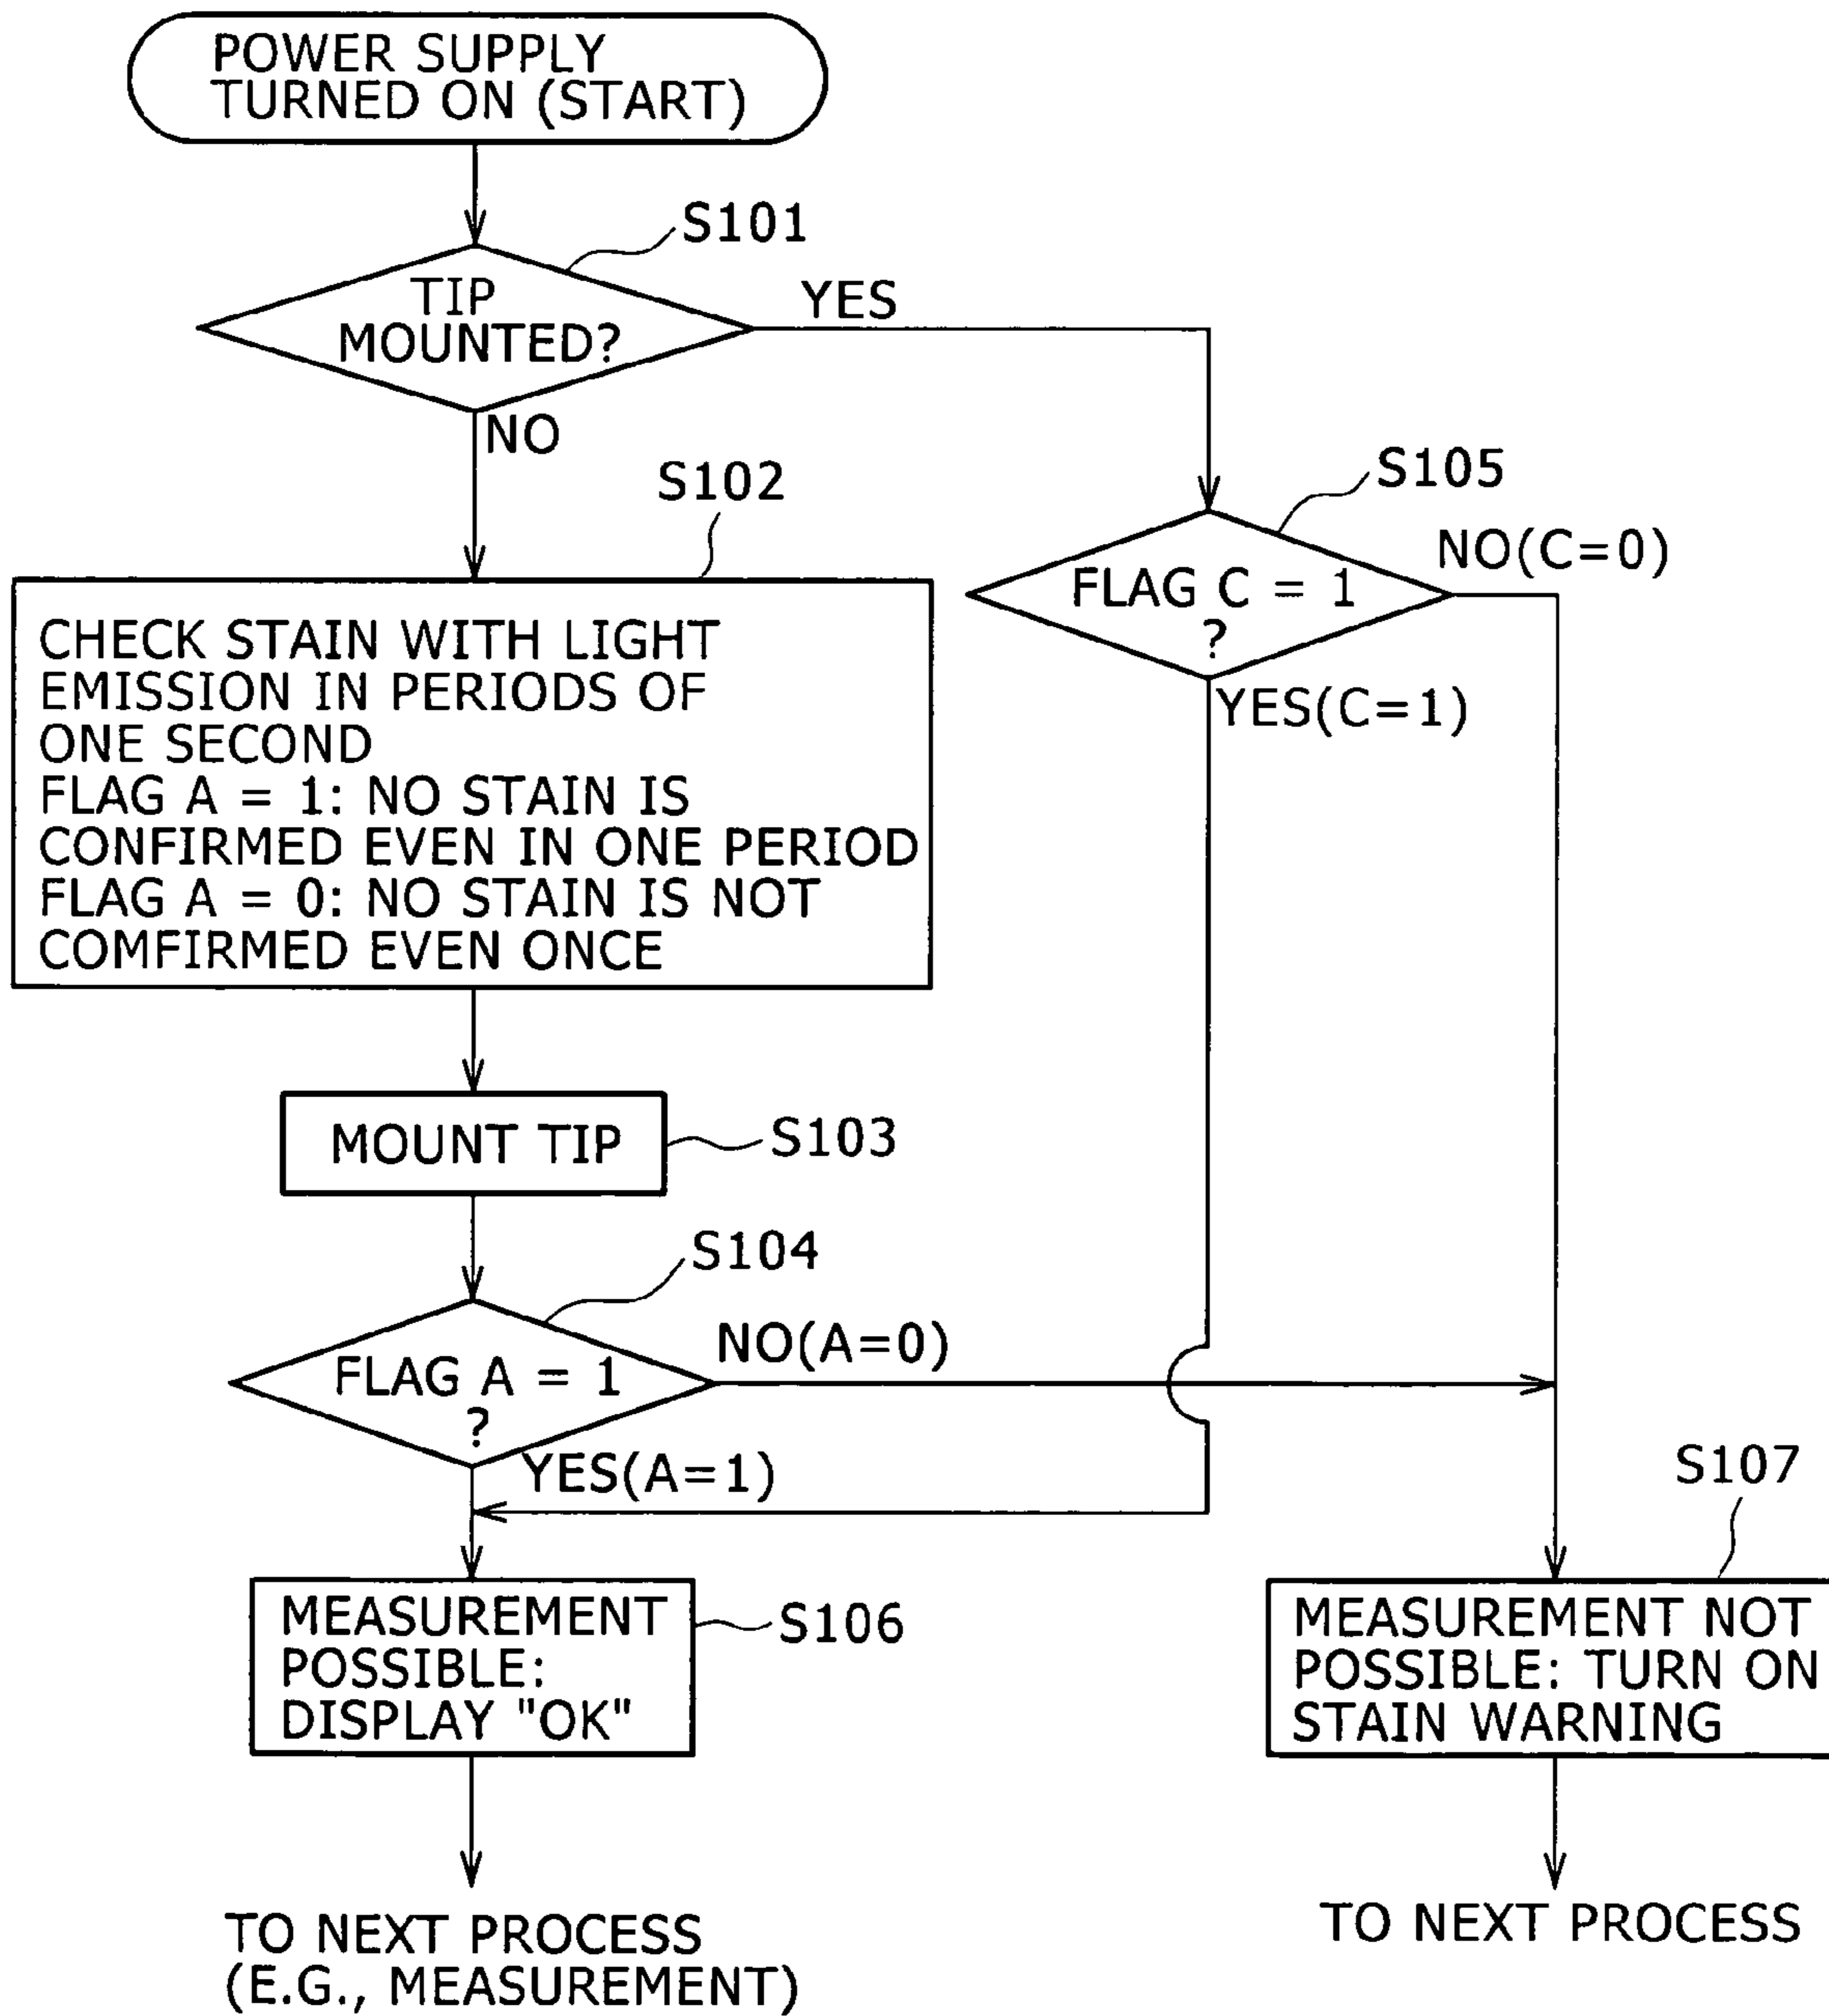 POWER SUPPLY
TURNED ON (START)
S101
TIP
MOUNTED?
YES
NO
S102
S105
CHECK STAIN WITH LIGHT
EMISSION IN PERIODS OF
ONE SECOND
FLAG A = 1: NO STAIN IS
CONFIRMED EVEN IN ONE PERIOD
FLAG A = 0: NO STAIN IS NOT
COMFIRMED EVEN ONCE
FLAG C = 1
?
NO(C=0)
YES(C=1)
MOUNT TIP
S103
S104
FLAG A = 1
?
NO(A=0)
YES(A=1)
S107
MEASUREMENT
POSSIBLE:
DISPLAY "OK"
S106
MEASUREMENT NOT
POSSIBLE: TURN ON
STAIN WARNING
TO NEXT PROCESS
(E.G., MEASUREMENT)
TO NEXT PROCESS